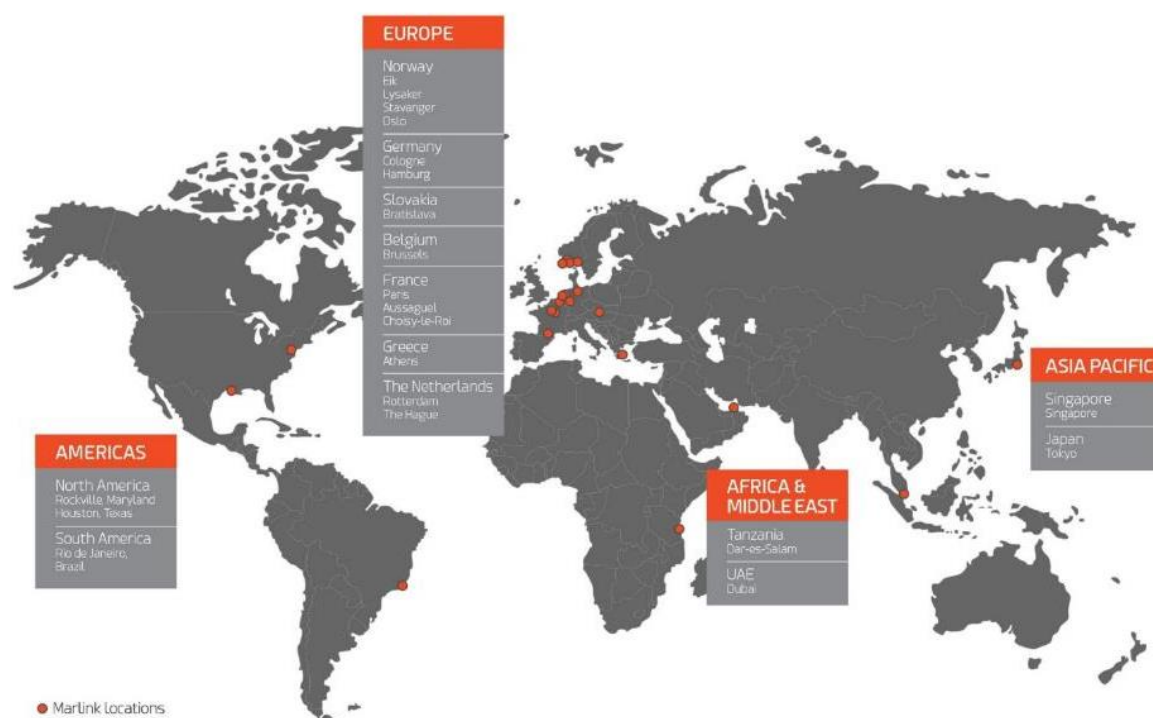 EUROPE
Norway
Eik
Lysaker
Stavanger
Oslo
Germany
Cologne
Hamburg
Slovakia
Bratislava
Belgium
Brussels
France
Paris
Aussaguel
Choisy-le-Roi
Greece
Athens
The Netherlands
Rotterdam
The Hague
AMERICAS
North America
Rockville, Maryland
Houston, Texas
South America
Rio de Janeiro,
Brazil
AFRICA &
MIDDLE EAST
Tanzania
Dar-es-Salam
UAE
Dubai
ASIA PACIFIC
Singapore
Singapore
Japan
Tokyo
Marlink locations